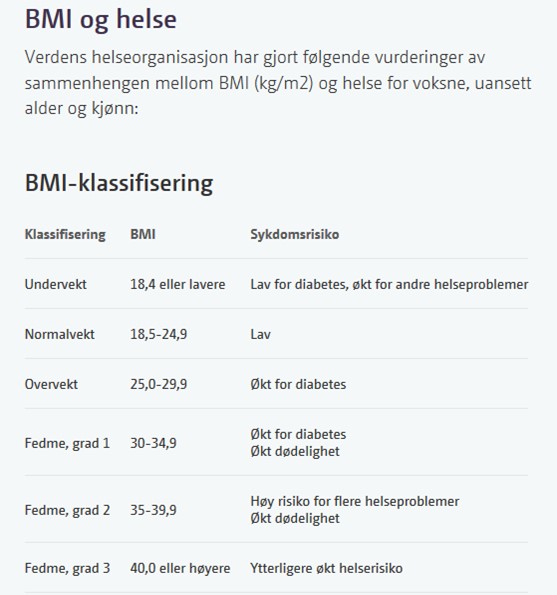 BMI og helse
Verdens helseorganisasjon har gjort følgende vurderinger av
sammenhengen mellom BMI (kg/m2) og helse for voksne, uansett
alder og kjønn:
BMI-klassifisering
Klassifisering BMI Sykdomsrisiko
Undervekt 18,4 eller lavere Lav for diabetes, økt for andre helseproblemer
Normalvekt 18,5-24,9 Lav
Overvekt 25,0-29,9 Økt for diabetes
Fedme, grad 1 30-34,9 Økt for diabetes
Økt dødelighet
Fedme, grad 2 35-39,9 Høy risiko for flere helseproblemer
Økt dødelighet
Fedme, grad 3 40,0 eller høyere Ytterligere økt helserisiko